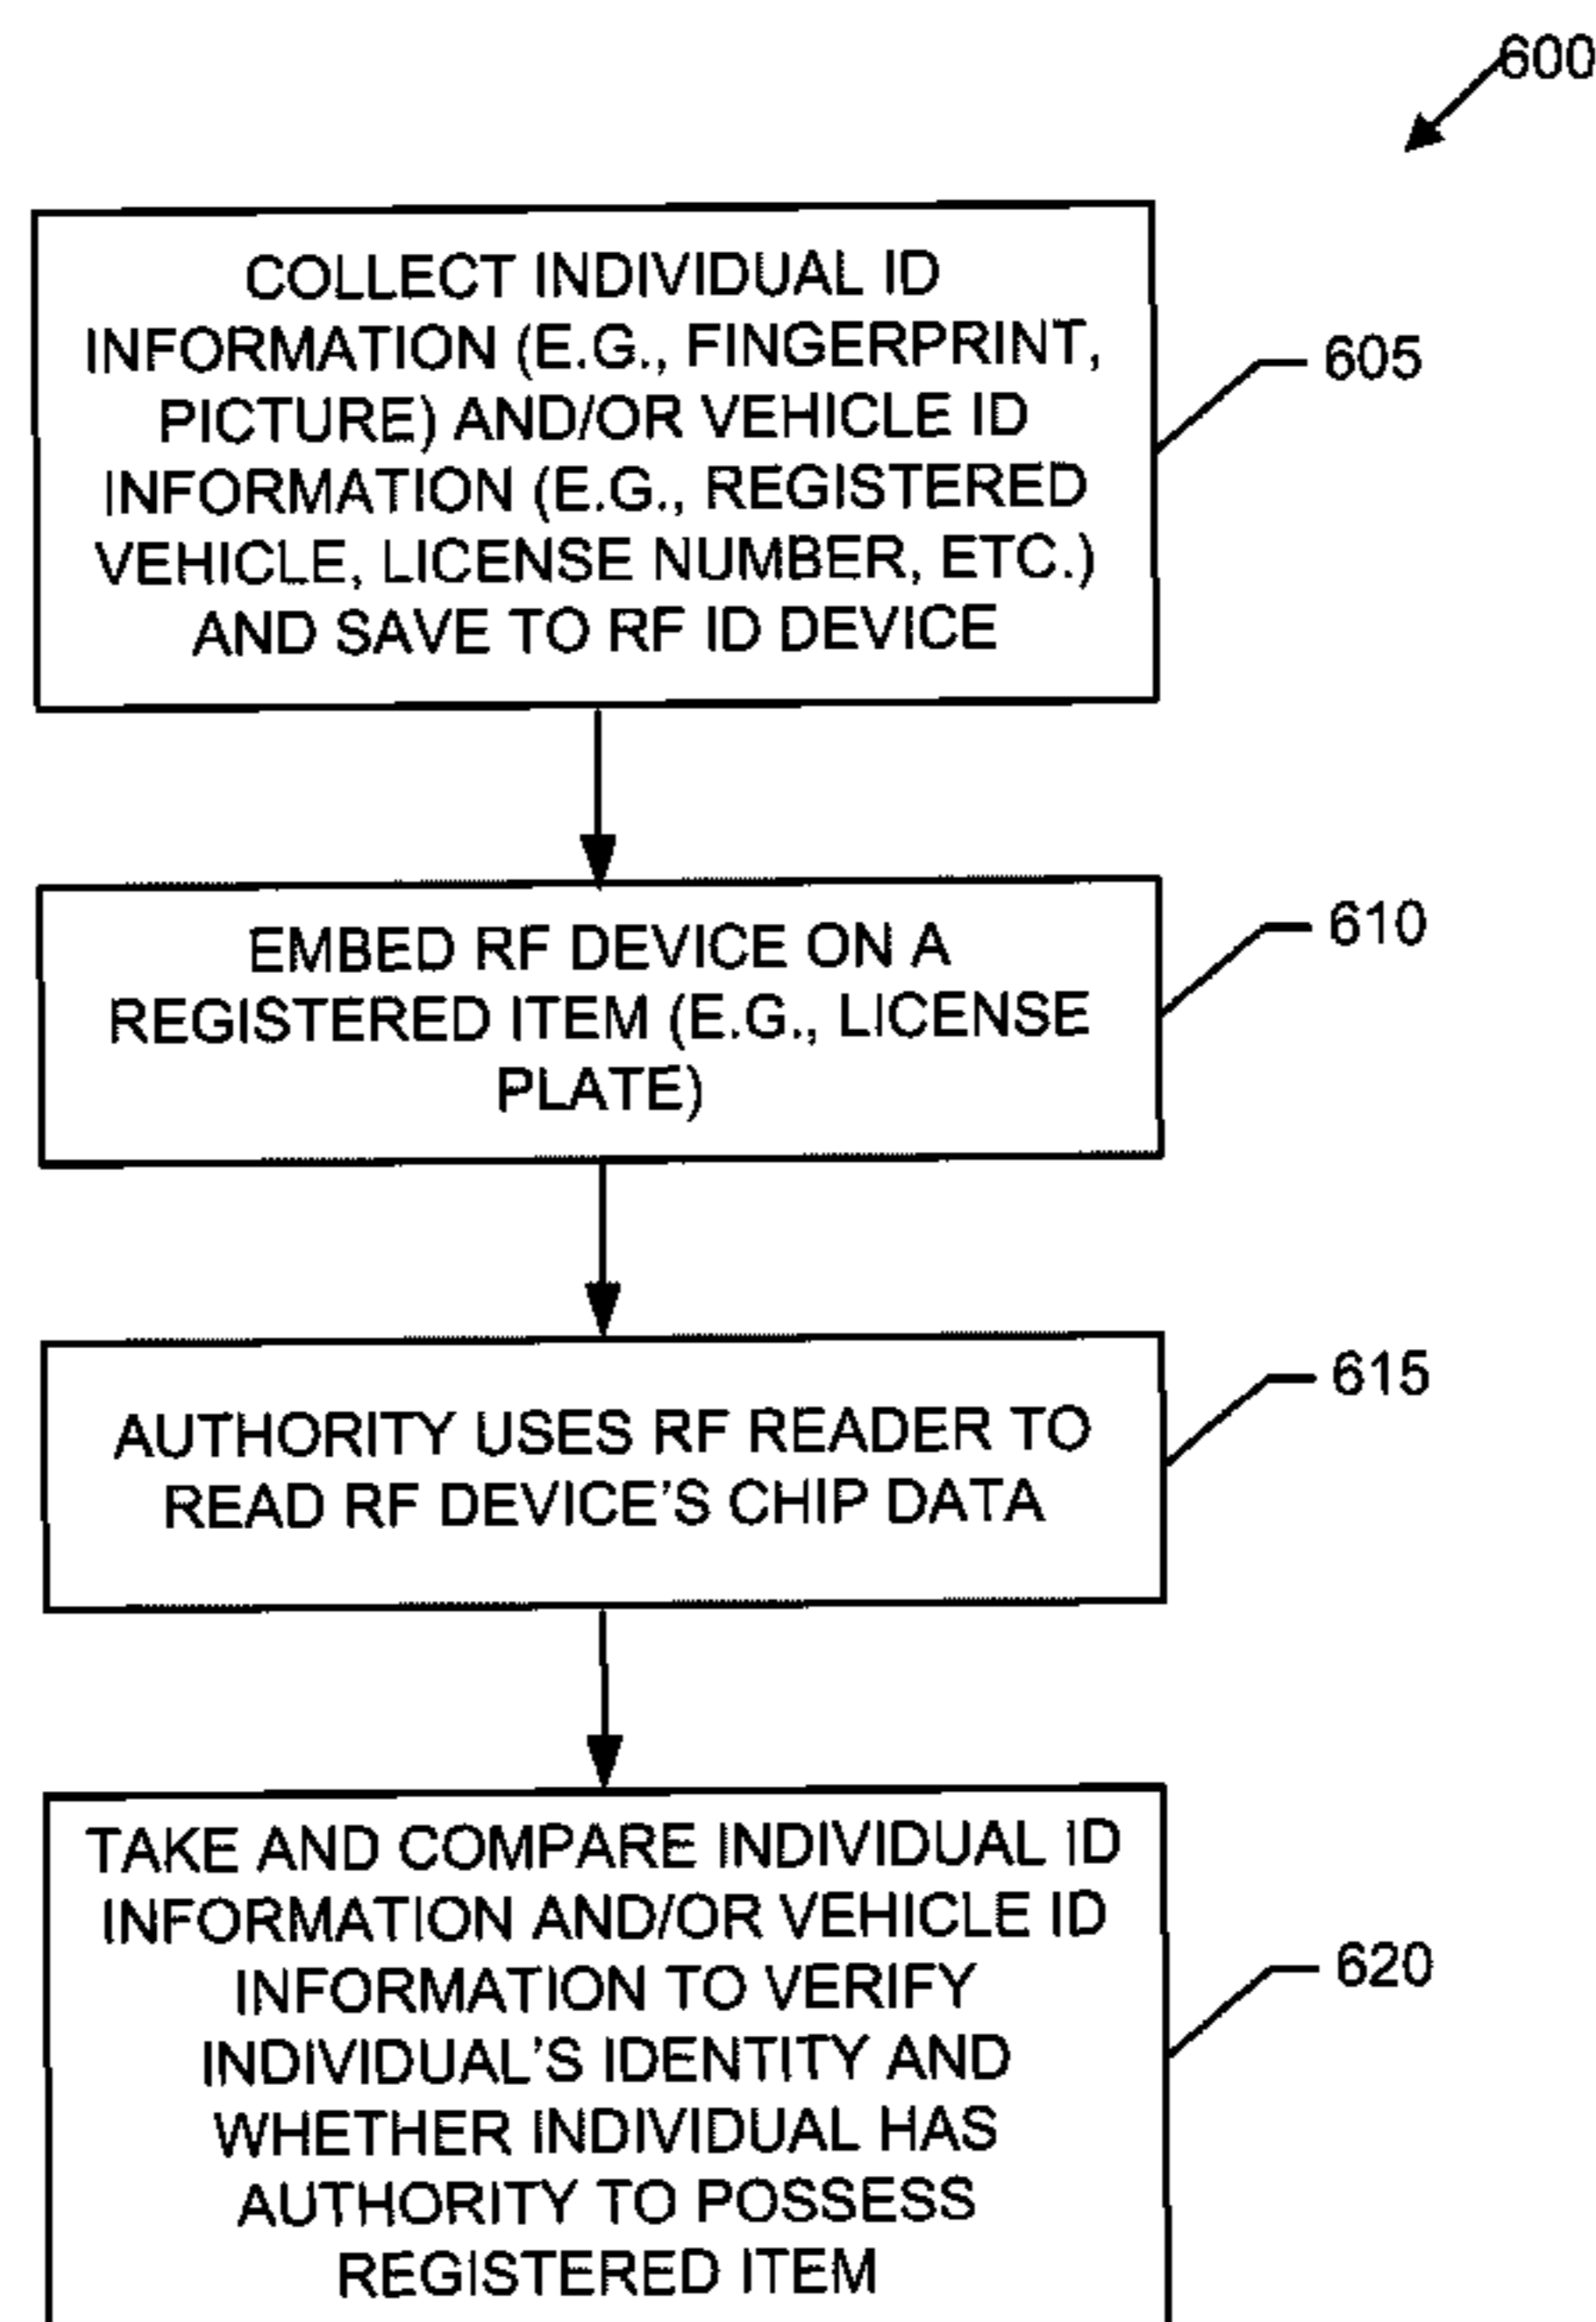 600
COLLECT INDIVIDUAL ID
INFORMATION (E.G., FINGERPRINT,
PICTURE) AND/OR VEHICLE ID
INFORMATION (E.G., REGISTERED
VEHICLE, LICENSE NUMBER, ETC.)
AND SAVE TO RF ID DEVICE
605
EMBED RF DEVICE ON A
REGISTERED ITEM (E.G., LICENSE
PLATE)
610
AUTHORITY USES RF READER TO
READ RF DEVICE'S CHIP DATA
615
TAKE AND COMPARE INDIVIDUAL ID
INFORMATION AND/OR VEHICLE ID
INFORMATION TO VERIFY
INDIVIDUAL'S IDENTITY AND
WHETHER INDIVIDUAL HAS
AUTHORITY TO POSSESS
REGISTERED ITEM
620